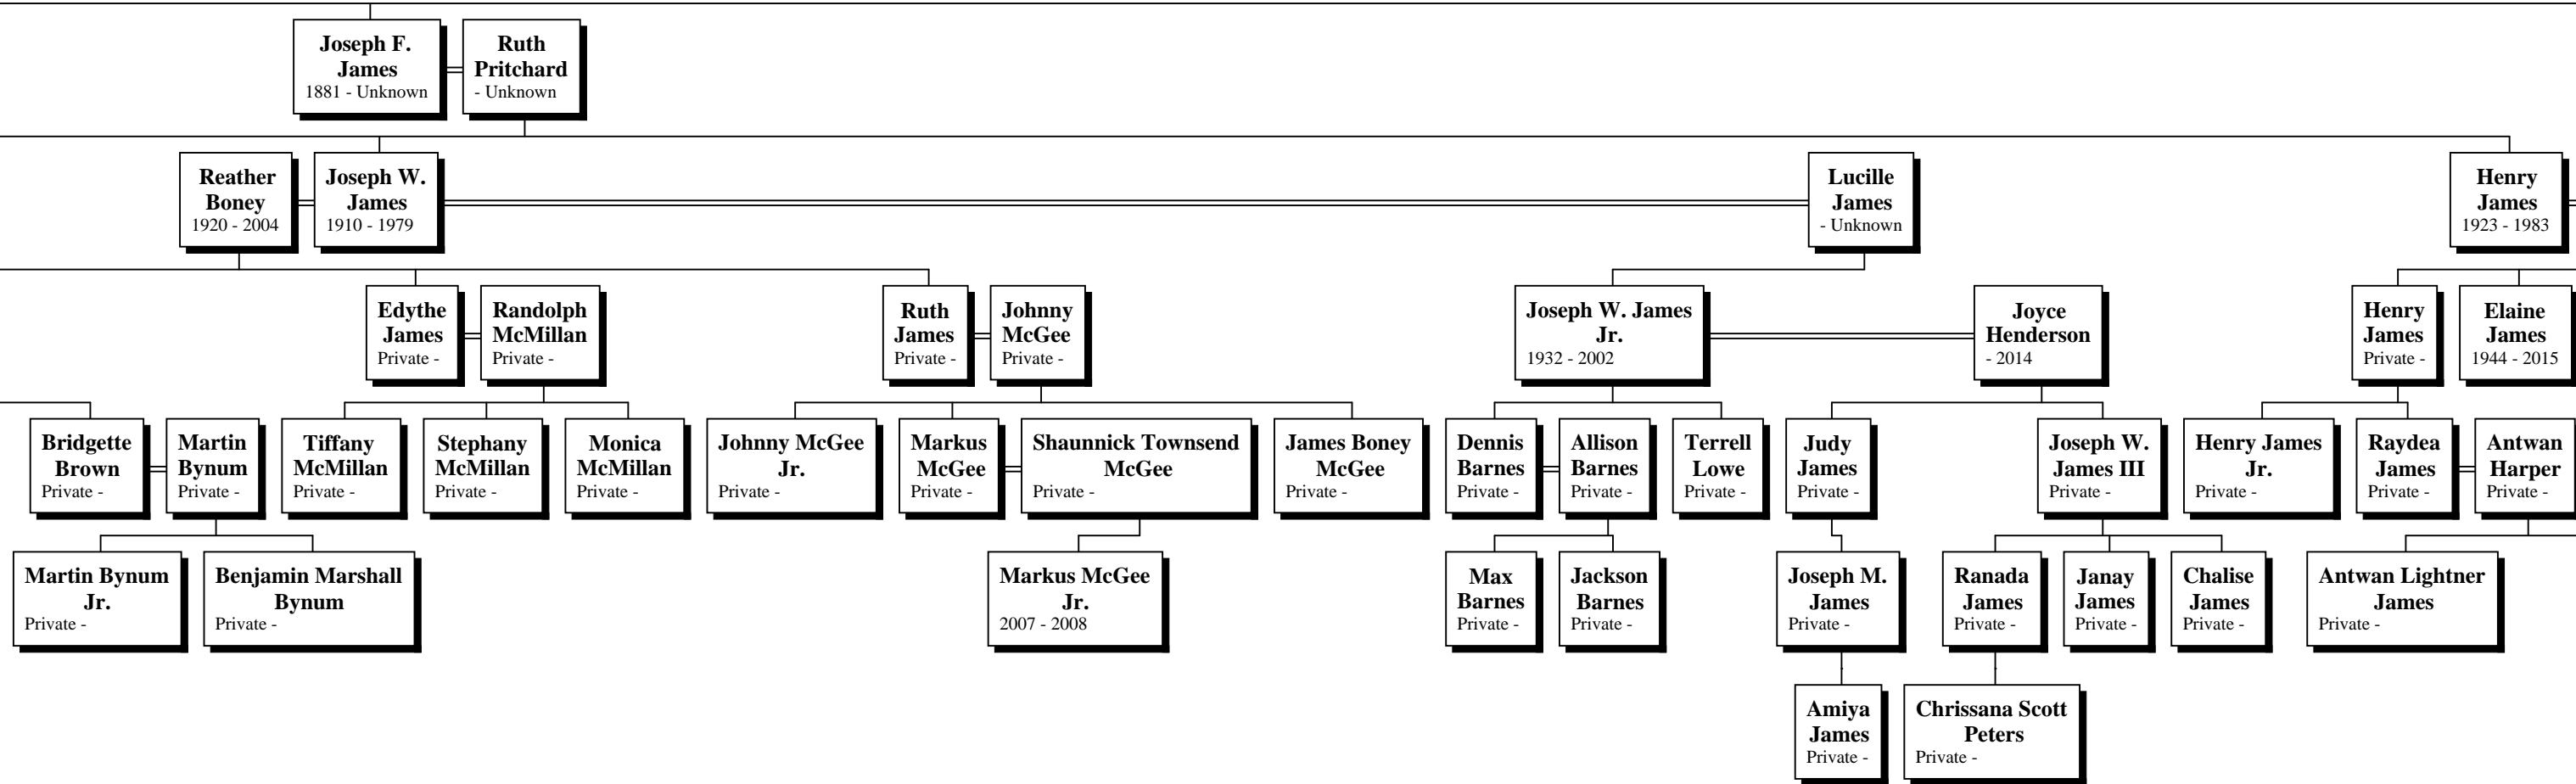 Joseph F.
James
1881 - Unknown
Ruth
Pritchard
- Unknown
Reather
Boney
1920 - 2004
Joseph W.
James
1910 - 1979
Lucille
James
- Unknown
Henry
James
1923 - 1983
Edythe
James
Private -
Randolph
McMillan
Private -
Ruth
James
Private -
Johnny
McGee
Private -
Joseph W. James
Jr.
1932 - 2002
Joyce
Henderson
- 2014
Henry
James
Private -
Elaine
James
1944 - 2015
Bridgette
Brown
Private -
Martin
Bynum
Private -
Tiffany
McMillan
Private -
Stephany
McMillan
Private -
Monica
McMillan
Private -
Johnny McGee
Jr.
Private -
Markus
McGee
Private -
Shaunnick Townsend
McGee
Private -
James Boney
McGee
Private -
Dennis
Barnes
Private -
Allison
Barnes
Private -
Terrell
Lowe
Private -
Judy
James
Private -
Joseph W.
James III
Private -
Henry James
Jr.
Private -
Raydea
James
Private -
Antwan
Harper
Private -
Martin Bynum
Jr.
Private -
Benjamin Marshall
Bynum
Private -
Markus McGee
Jr.
2007 - 2008
Max
Barnes
Private -
Jackson
Barnes
Private -
Joseph M.
James
Private -
Ranada
James
Private -
Janay
James
Private -
Chalise
James
Private -
Antwan Lightner
James
Private -
Amiya
James
Private -
Chrissana Scott
Peters
Private -